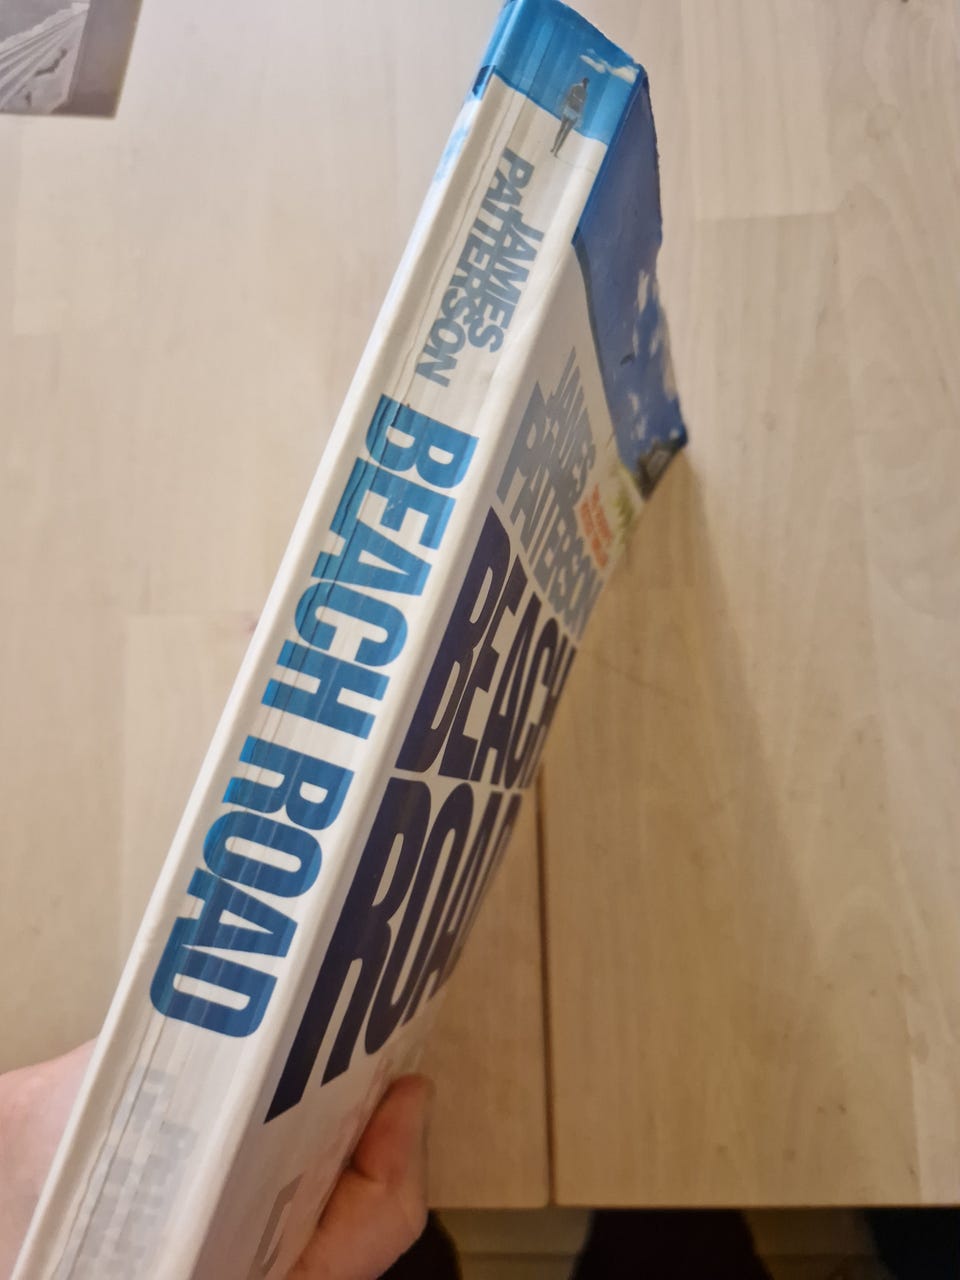 JAMES
PATTERSON
BEACH ROAD
JAMES
PATTERSON
BEACH
ROAD